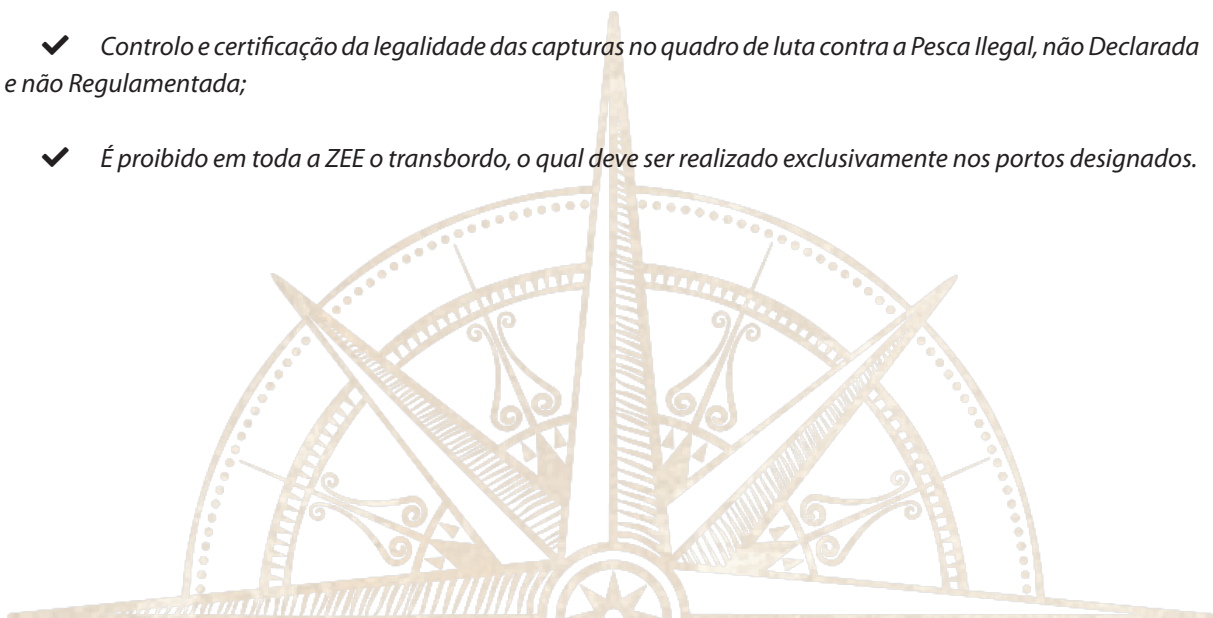 ✔ Controlo e certificação da legalidade das capturas no quadro de luta contra a Pesca Ilegal, não Declarada
e não Regulamentada;
✔ É proibido em toda a ZEE o transbordo, o qual deve ser realizado exclusivamente nos portos designados.